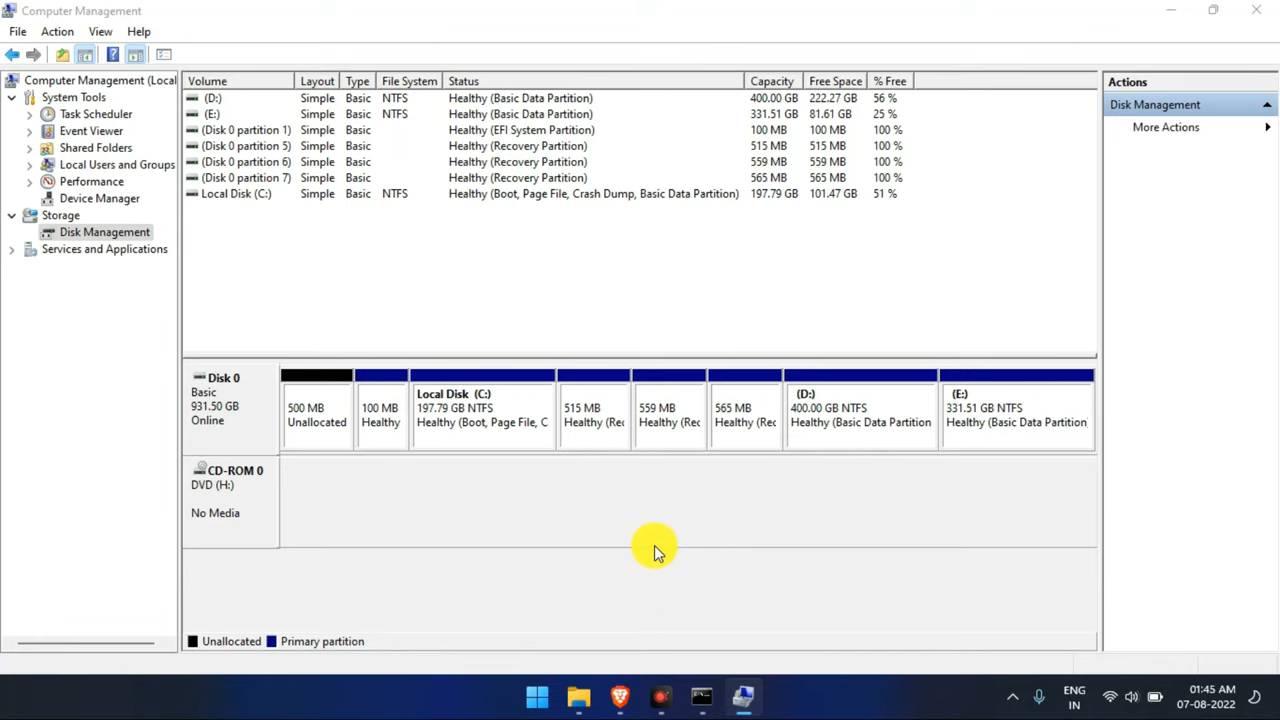 Computer Management
File Action View Help
Computer Management (Local
System Tools
Task Scheduler
Event Viewer
Shared Folders
Local Users and Groups
Performance
Device Manager
Storage
Disk Management
Services and Applications
Volume Layout Type File System Status Capacity Free Space % Free
(D:) Simple Basic NTFS Healthy (Basic Data Partition) 400.00 GB 222.27 GB 56 %
(E:) Simple Basic NTFS Healthy (Basic Data Partition) 331.51 GB 81.61 GB 25 %
(Disk 0 partition 1) Simple Basic Healthy (EFI System Partition) 100 MB 100 MB 100 %
(Disk 0 partition 5) Simple Basic Healthy (Recovery Partition) 515 MB 515 MB 100 %
(Disk 0 partition 6) Simple Basic Healthy (Recovery Partition) 559 MB 559 MB 100 %
(Disk 0 partition 7) Simple Basic Healthy (Recovery Partition) 565 MB 565 MB 100 %
Local Disk (C:) Simple Basic NTFS Healthy (Boot, Page File, Crash Dump, Basic Data Partition) 197.79 GB 101.47 GB 51 %
Disk 0
Basic
931.50 GB
Online
500 MB
Unallocated
100 MB
Healthy
Local Disk (C:)
197.79 GB NTFS
Healthy (Boot, Page File, C
515 MB
Healthy (Rec
559 MB
Healthy (Rec
565 MB
Healthy (Rec
(D:)
400.00 GB NTFS
Healthy (Basic Data Partition
(E:)
331.51 GB NTFS
Healthy (Basic Data Partition)
CD-ROM 0
DVD (H:)
No Media
Unallocated Primary partition
Actions
Disk Management
More Actions
ENG
IN
01:45 AM
07-08-2022